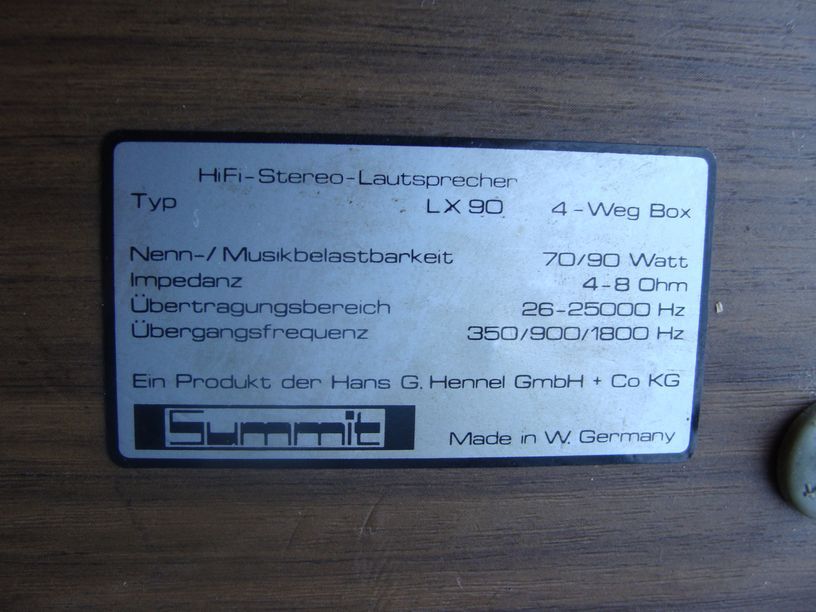 HiFi-Stereo-Lautsprecher
Typ LX 90 4-Weg Box
Nenn-/ Musikbelastbarkeit 70/90 Watt
Impedanz 4-8 Ohm
Übertragungsbereich 26-25000 Hz
Übergangsfrequenz 350/900/1800 Hz
Ein Produkt der Hans G. Hennel GmbH + Co KG
Summit Made in W. Germany